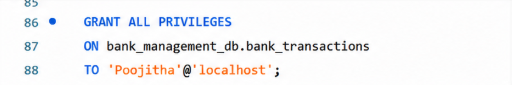 85
86 GRANT ALL PRIVILEGES
87 ON bank_management_db.bank_transactions
88 TO 'Poojitha'@'localhost';